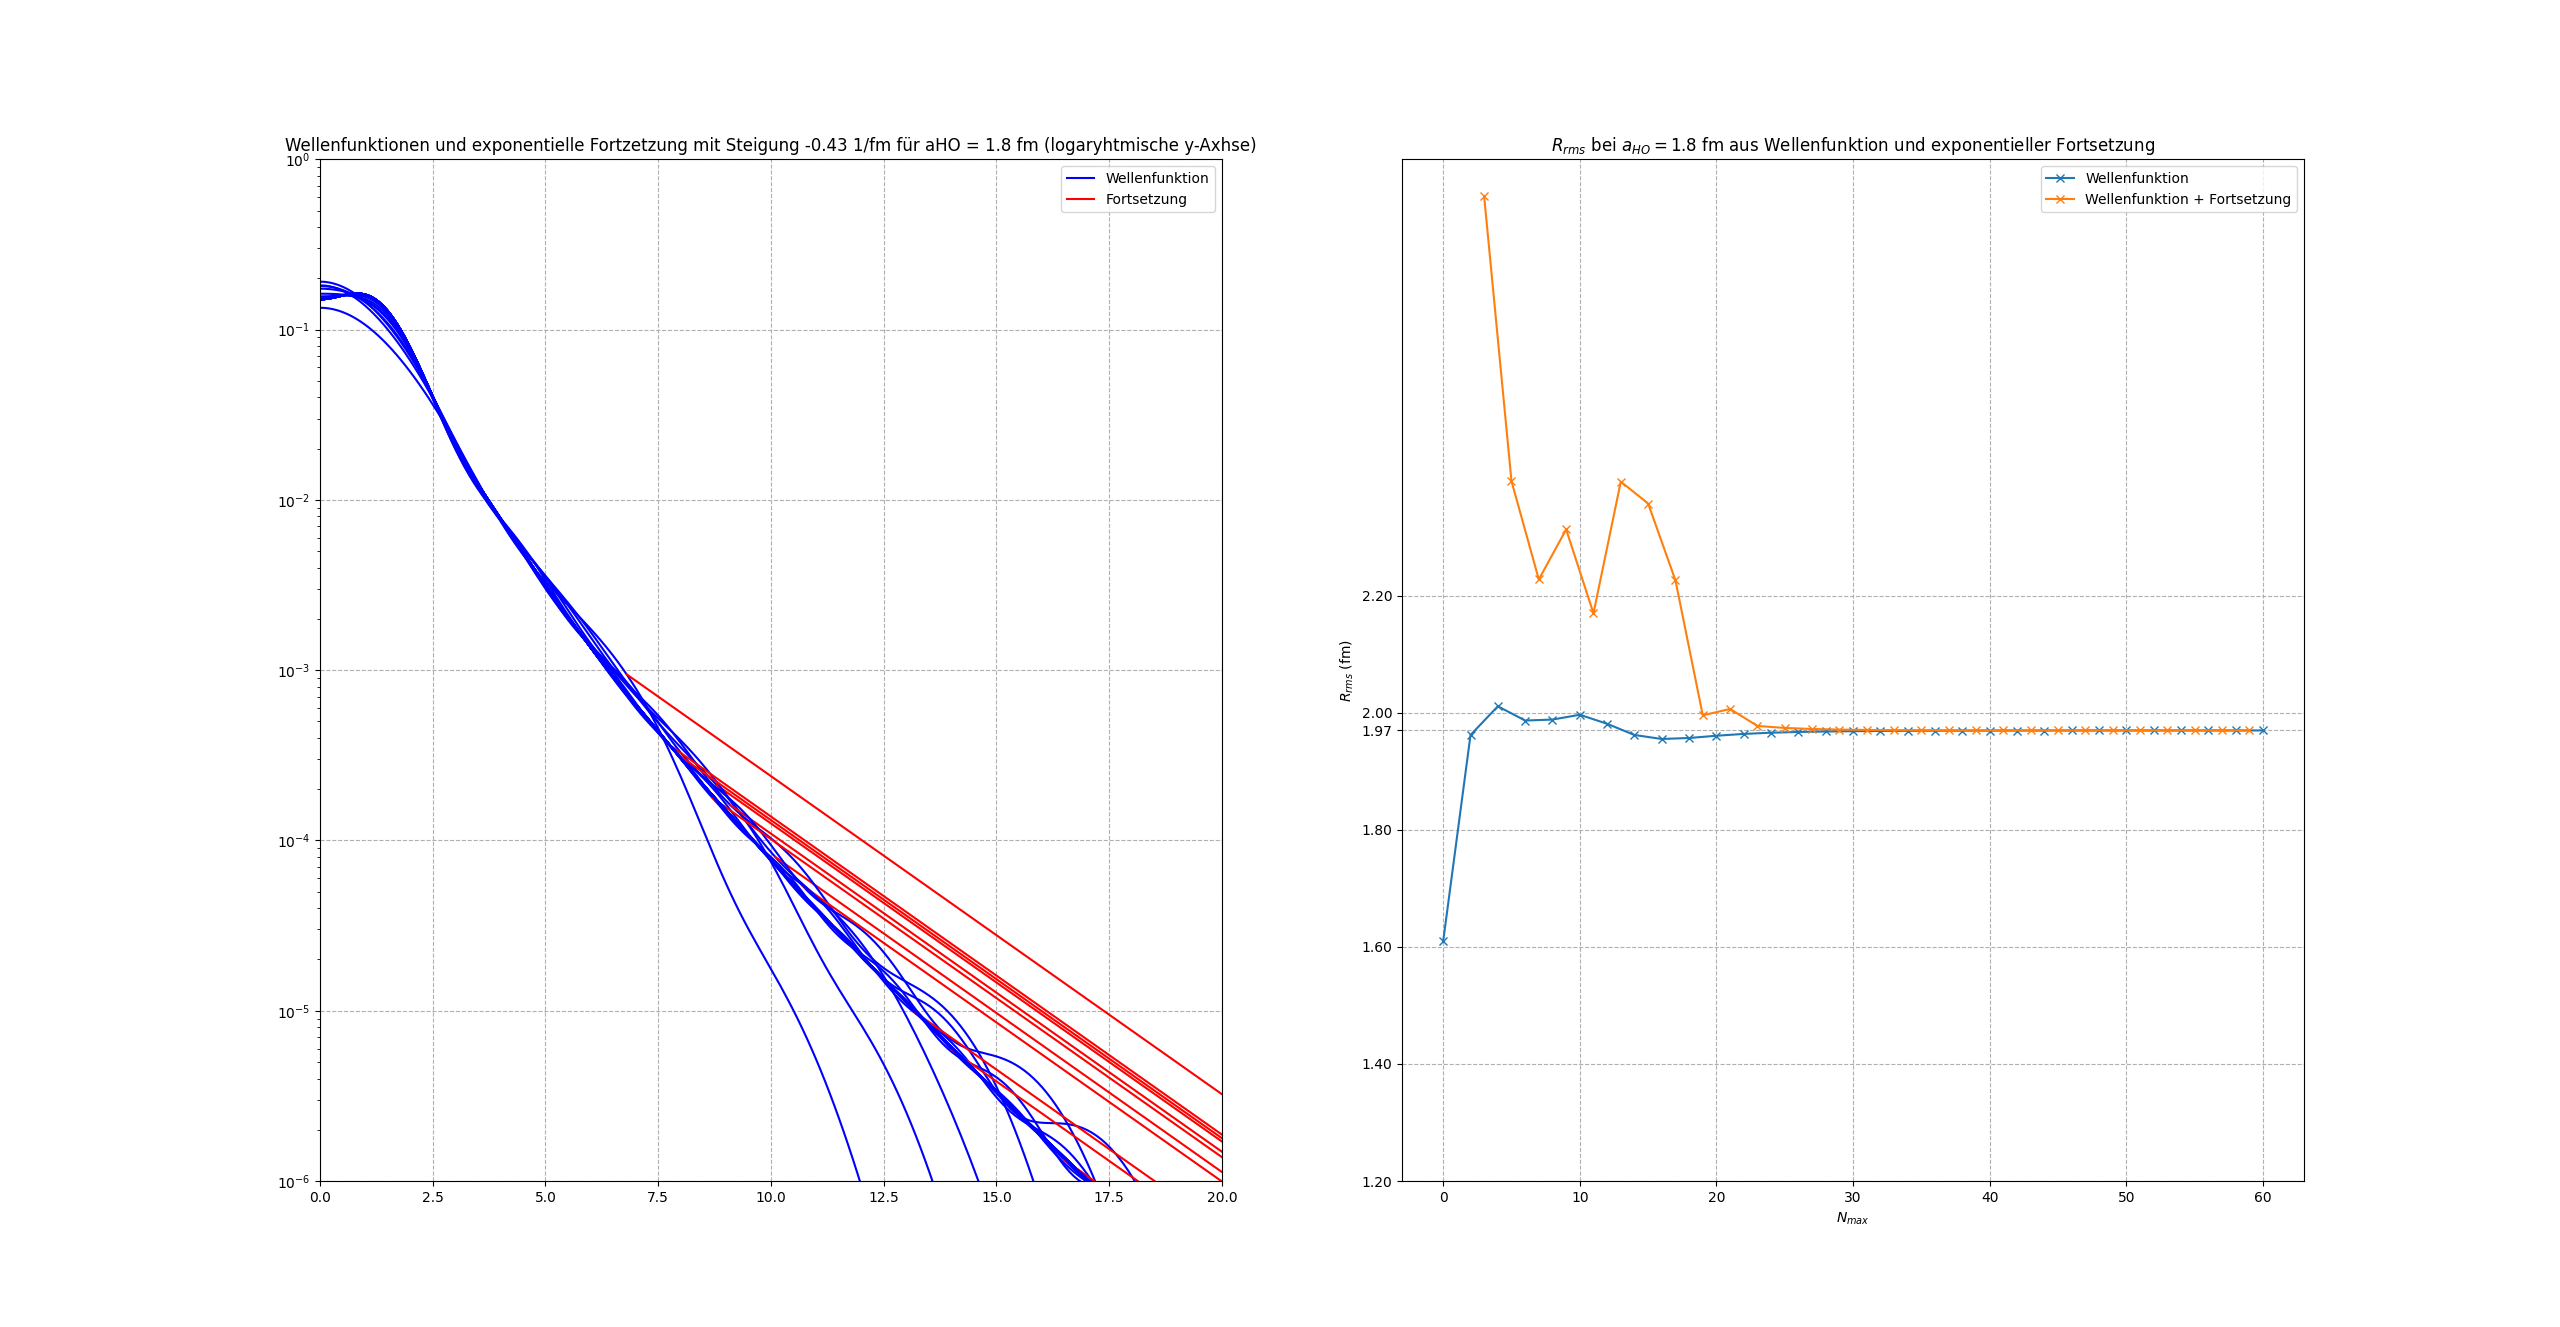 Wellenfunktionen und exponentielle Fortzetzung mit Steigung -0.43 1/fm für aHO = 1.8 fm (logaryhtmische y-Axhse)
Wellenfunktion
Fortsetzung
10⁰
10⁻¹
10⁻²
10⁻³
10⁻⁴
10⁻⁵
10⁻⁶
0.0 2.5 5.0 7.5 10.0 12.5 15.0 17.5 20.0
R_rms bei a_HO = 1.8 fm aus Wellenfunktion und exponentieller Fortsetzung
Wellenfunktion
Wellenfunktion + Fortsetzung
R_rms (fm)
2.20
2.00
1.97
1.80
1.60
1.40
1.20
0 10 20 30 40 50 60
N_max